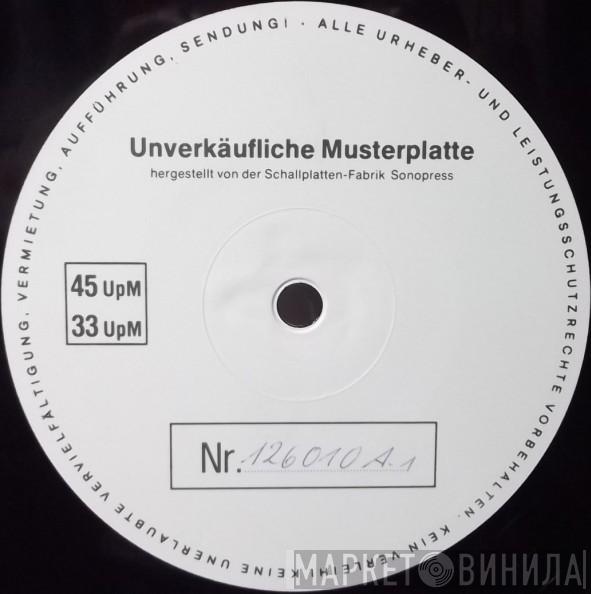 ALLE URHEBER- UND LEISTUNGSSCHUTZRECHTE VORBEHALTEN. KEIN VERLEIH! KEINE UNERLAUBTE VERVIELFÄLTIGUNG, VERMIETUNG, AUFFÜHRUNG, SENDUNG! ·
Unverkäufliche Musterplatte
hergestellt von der Schallplatten-Fabrik Sonopress
45 UpM
33 UpM
Nr. 126010 A-1
МАРКЕТ ВИНИЛА